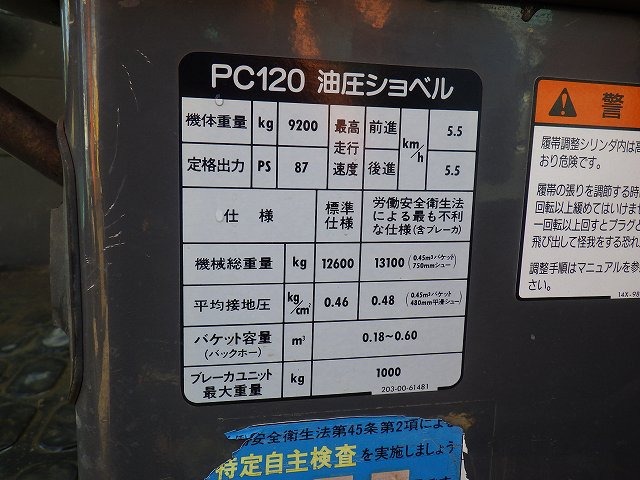 PC120 油圧ショベル
機体重量 kg 9200 最高走行速度 前進 km/h 5.5
定格出力 PS 87 後進 5.5
仕様 標準仕様 労働安全衛生法による最も不利な仕様(含ブレーカ)
機械総重量 kg 12600 13100 (0.45m³バケット 750mmシュー)
平均接地圧 kg/cm² 0.46 0.48 (0.45m³バケット 480mm平滑シュー)
バケット容量(バックホー) m³ 0.18~0.60
ブレーカユニット最大重量 kg 1000
203-00-61481
警
履帯調整シリンダ内は高
おり危険です。
履帯の張りを調節する時
回転以上緩めてはいけませ
一回転以上回すとプラグと
飛び出して怪我をする恐れ
調整手順はマニュアルを参
さい。
14X-98
働安全衛生法第45条第2項によ
特定自主検査を実施しましょう